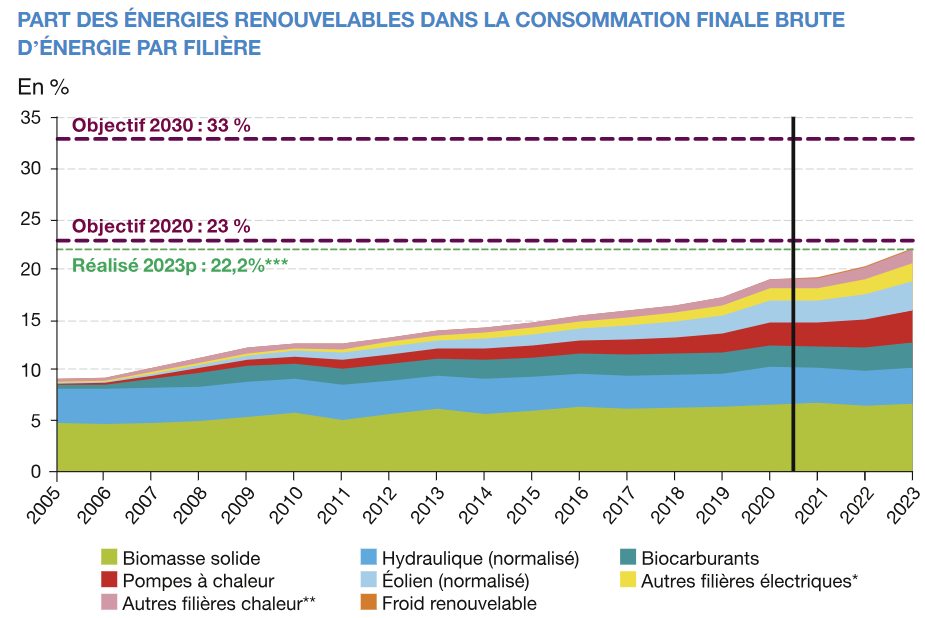 PART DES ÉNERGIES RENOUVELABLES DANS LA CONSOMMATION FINALE BRUTE
D'ÉNERGIE PAR FILIÈRE
En %
35
Objectif 2030 : 33 %
30
25
Objectif 2020 : 23 %
Réalisé 2023p : 22,2%***
20
15
10
5
0
2005 2006 2007 2008 2009 2010 2011 2012 2013 2014 2015 2016 2017 2018 2019 2020 2021 2022 2023
Biomasse solide Hydraulique (normalisé) Biocarburants
Pompes à chaleur Éolien (normalisé) Autres filières électriques*
Autres filières chaleur** Froid renouvelable